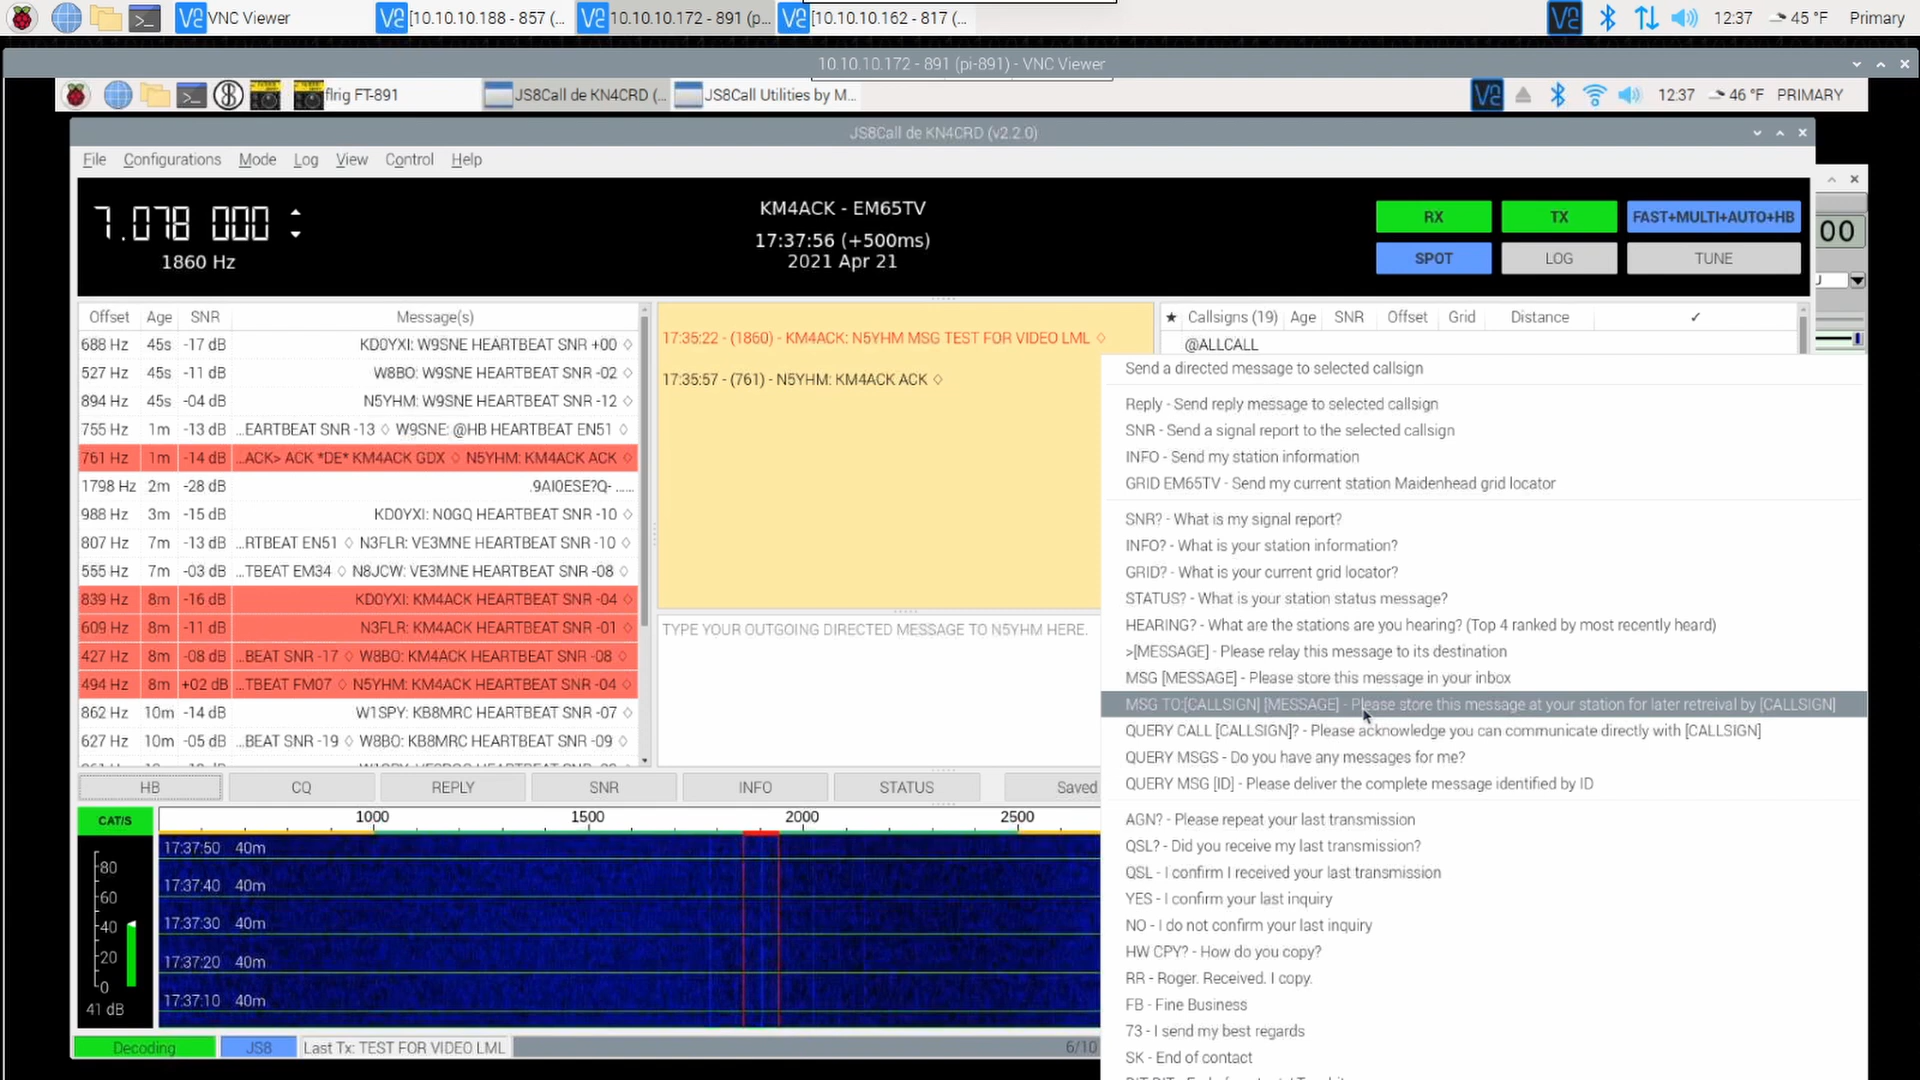 VNC Viewer
[10.10.10.188 - 857 (...
10.10.10.172 - 891 (p...
[10.10.10.162 - 817 (...
12:37
45 °F
Primary
10.10.10.172 - 891 (pi-891) - VNC Viewer
flrig FT-891
JS8Call de KN4CRD (...
JS8Call Utilities by M...
12:37
46 °F
PRIMARY
JS8Call de KN4CRD (v2.2.0)
File Configurations Mode Log View Control Help
7.078 000
1860 Hz
KM4ACK - EM65TV
17:37:56 (+500ms)
2021 Apr 21
RX TX FAST+MULTI+AUTO+HB
SPOT LOG TUNE
00
Offset Age SNR Message(s)
688 Hz 45s -17 dB KD0YXI: W9SNE HEARTBEAT SNR +00 ♢
527 Hz 45s -11 dB W8BO: W9SNE HEARTBEAT SNR -02 ♢
894 Hz 45s -04 dB N5YHM: W9SNE HEARTBEAT SNR -12 ♢
755 Hz 1m -13 dB ...EARTBEAT SNR -13 ♢ W9SNE: @HB HEARTBEAT EN51 ♢
761 Hz 1m -14 dB ...ACK> ACK *DE* KM4ACK GDX ♢ N5YHM: KM4ACK ACK ♢
1798 Hz 2m -28 dB .9AI0ESE?Q- ......
988 Hz 3m -15 dB KD0YXI: N0GQ HEARTBEAT SNR -10 ♢
807 Hz 7m -13 dB ...RTBEAT EN51 ♢ N3FLR: VE3MNE HEARTBEAT SNR -10 ♢
555 Hz 7m -03 dB ...TBEAT EM34 ♢ N8JCW: VE3MNE HEARTBEAT SNR -08 ♢
839 Hz 8m -16 dB KD0YXI: KM4ACK HEARTBEAT SNR -04 ♢
609 Hz 8m -11 dB N3FLR: KM4ACK HEARTBEAT SNR -01 ♢
427 Hz 8m -08 dB ...BEAT SNR -17 ♢ W8BO: KM4ACK HEARTBEAT SNR -08 ♢
494 Hz 8m +02 dB ...TBEAT FM07 ♢ N5YHM: KM4ACK HEARTBEAT SNR -04 ♢
862 Hz 10m -14 dB W1SPY: KB8MRC HEARTBEAT SNR -07 ♢
627 Hz 10m -05 dB ...BEAT SNR -19 ♢ W8BO: KB8MRC HEARTBEAT SNR -09 ♢
17:35:22 - (1860) - KM4ACK: N5YHM MSG TEST FOR VIDEO LML ♢
17:35:57 - (761) - N5YHM: KM4ACK ACK ♢
TYPE YOUR OUTGOING DIRECTED MESSAGE TO N5YHM HERE.
★ Callsigns (19) Age SNR Offset Grid Distance ✓
@ALLCALL
Send a directed message to selected callsign
Reply - Send reply message to selected callsign
SNR - Send a signal report to the selected callsign
INFO - Send my station information
GRID EM65TV - Send my current station Maidenhead grid locator
SNR? - What is my signal report?
INFO? - What is your station information?
GRID? - What is your current grid locator?
STATUS? - What is your station status message?
HEARING? - What are the stations are you hearing? (Top 4 ranked by most recently heard)
>[MESSAGE] - Please relay this message to its destination
MSG [MESSAGE] - Please store this message in your inbox
MSG TO:[CALLSIGN] [MESSAGE] - Please store this message at your station for later retreival by [CALLSIGN]
QUERY CALL [CALLSIGN]? - Please acknowledge you can communicate directly with [CALLSIGN]
QUERY MSGS - Do you have any messages for me?
QUERY MSG [ID] - Please deliver the complete message identified by ID
AGN? - Please repeat your last transmission
QSL? - Did you receive my last transmission?
QSL - I confirm I received your last transmission
YES - I confirm your last inquiry
NO - I do not confirm your last inquiry
HW CPY? - How do you copy?
RR - Roger. Received. I copy.
FB - Fine Business
73 - I send my best regards
SK - End of contact
HB CQ REPLY SNR INFO STATUS Saved
CAT/S
1000 1500 2000 2500
17:37:50 40m
17:37:40 40m
17:37:30 40m
17:37:20 40m
17:37:10 40m
80
60
40
20
0
41 dB
Decoding JS8 Last Tx: TEST FOR VIDEO LML 6/10